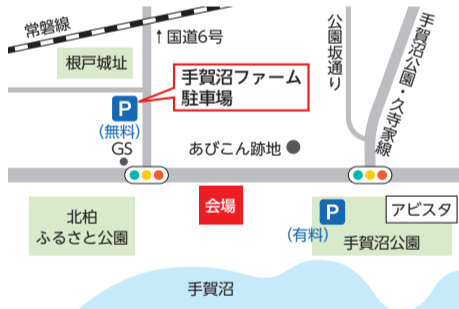 常磐線
↑国道6号
公園坂通り
手賀沼公園・久寺家線
根戸城址
手賀沼ファーム
駐車場
P
(無料)
GS
あびこん跡地
会場
北柏
ふるさと公園
P
(有料)
アビスタ
手賀沼公園
手賀沼